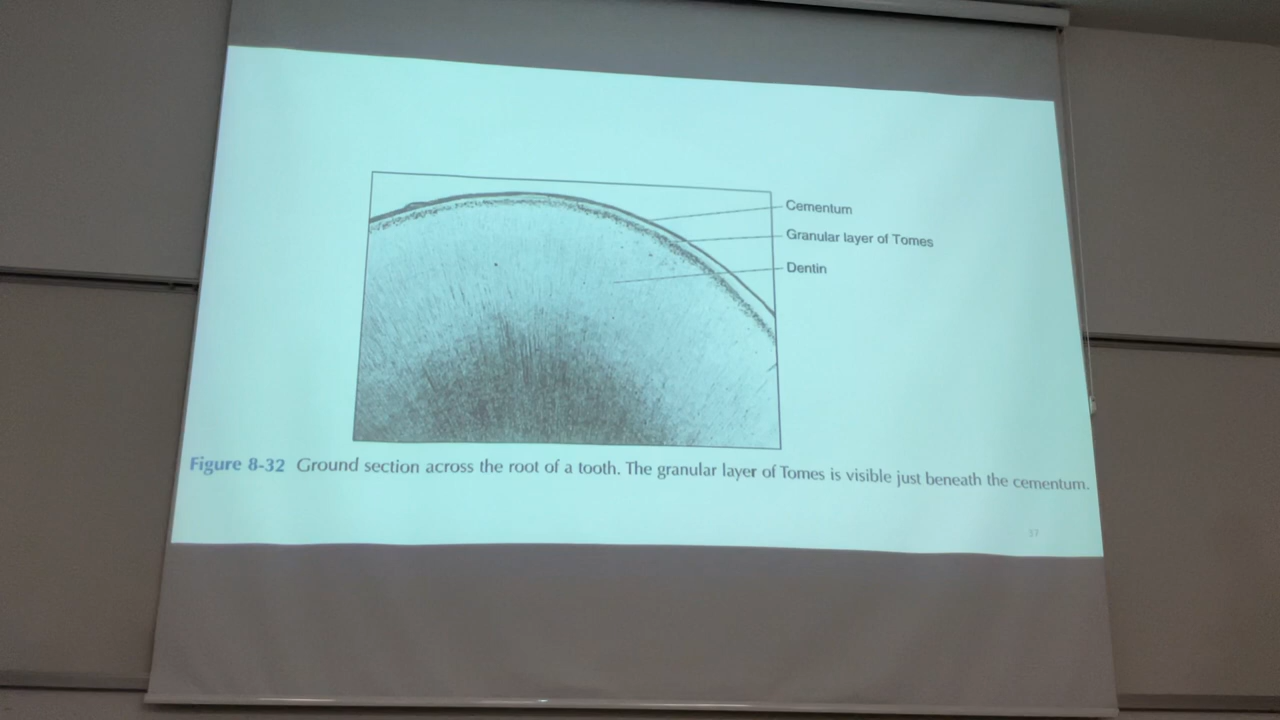 Cementum
Granular layer of Tomes
Dentin
Figure 8-32 Ground section across the root of a tooth. The granular layer of Tomes is visible just beneath the cementum.
37